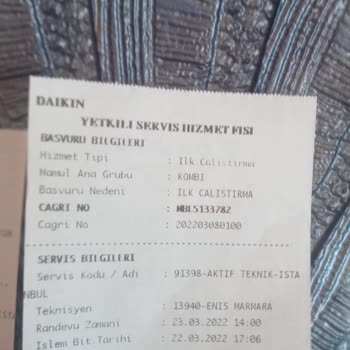 DAIKIN
YETKILI SERVIS HIZMET FISI
BASVURU BILGILERI
Hizmet Tipi : Ilk Calistirma
Mamul Ana Grubu : KOMBI
Basvuru Nedeni : ILK CALISTIRMA
CAGRI NO : MBL5133782
Cagri No : 202203080100
SERVIS BILGILERI
Servis Kodu / Adi : 91398-AKTIF TEKNIK-ISTA
NBUL
Teknisyen : 13940-ENIS MARMARA
Randevu Zamani : 23.03.2022 14:00
Islem Bit.Tarihi : 22.03.2022 17:06